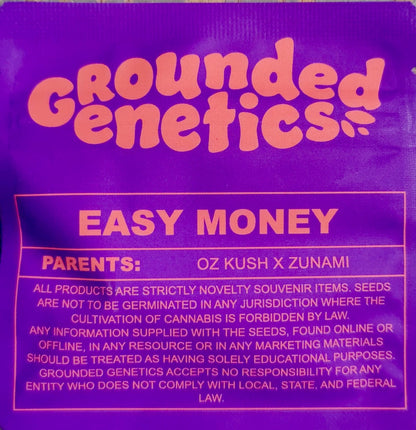 GROUNDED
GENETICS
EASY MONEY
PARENTS: OZ KUSH X ZUNAMI
ALL PRODUCTS ARE STRICTLY NOVELTY SOUVENIR ITEMS. SEEDS
ARE NOT TO BE GERMINATED IN ANY JURISDICTION WHERE THE
CULTIVATION OF CANNABIS IS FORBIDDEN BY LAW.
ANY INFORMATION SUPPLIED WITH THE SEEDS, FOUND ONLINE OR
OFFLINE, IN ANY RESOURCE OR IN ANY MARKETING MATERIALS
SHOULD BE TREATED AS HAVING SOLELY EDUCATIONAL PURPOSES.
GROUNDED GENETICS ACCEPTS NO RESPONSIBILITY FOR ANY
ENTITY WHO DOES NOT COMPLY WITH LOCAL, STATE, AND FEDERAL
LAW.